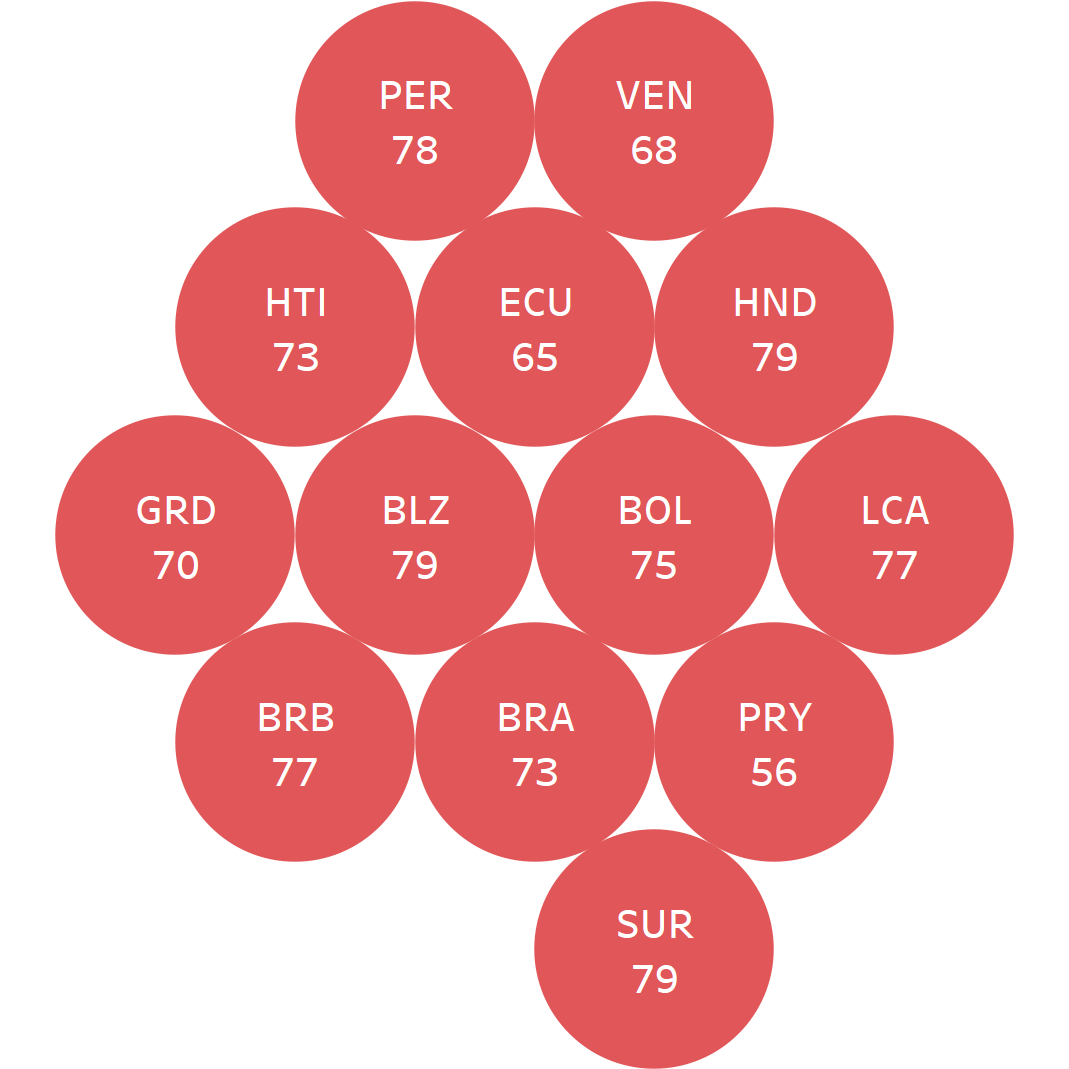 PER
78
VEN
68
HTI
73
ECU
65
HND
79
GRD
70
BLZ
79
BOL
75
LCA
77
BRB
77
BRA
73
PRY
56
SUR
79